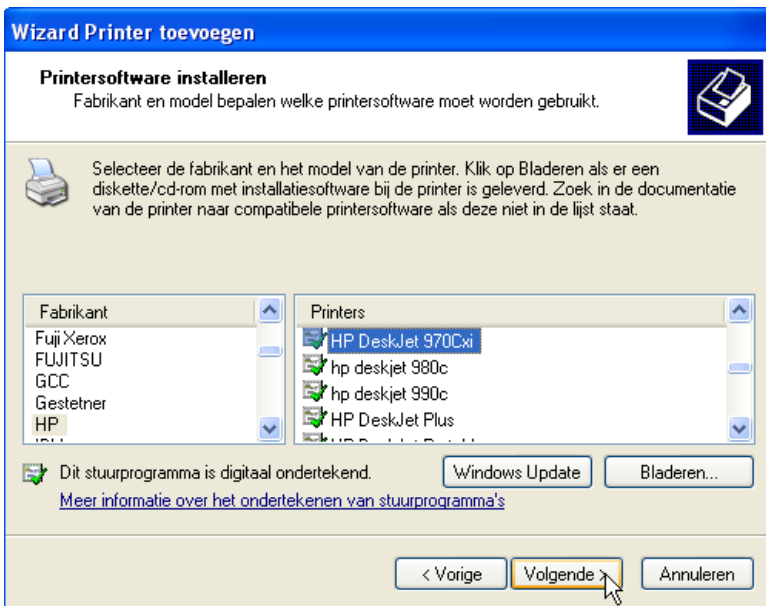 Wizard Printer toevoegen
Printersoftware installeren
Fabrikant en model bepalen welke printersoftware moet worden gebruikt.
Selecteer de fabrikant en het model van de printer. Klik op Bladeren als er een
diskette/cd-rom met installatiesoftware bij de printer is geleverd. Zoek in de documentatie
van de printer naar compatibele printersoftware als deze niet in de lijst staat.
Fabrikant
Fuji Xerox
FUJITSU
GCC
Gestetner
HP
Printers
HP DeskJet 970Cxi
hp deskjet 980c
hp deskjet 990c
HP DeskJet Plus
Dit stuurprogramma is digitaal ondertekend.
Windows Update
Bladeren...
Meer informatie over het ondertekenen van stuurprogramma's
< Vorige
Volgende >
Annuleren